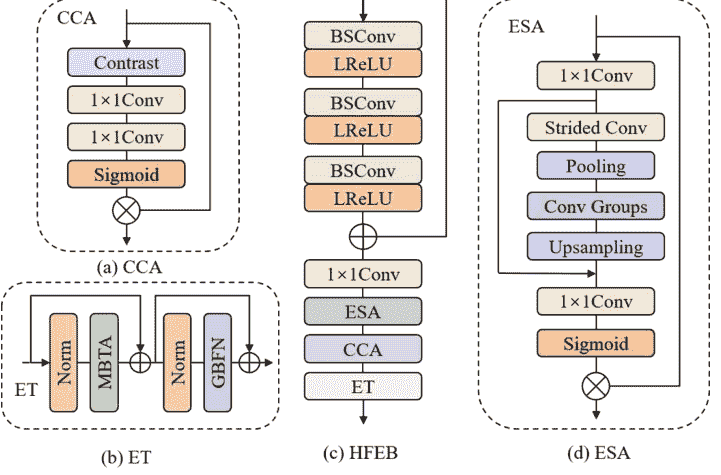 CCA
Contrast
1×1Conv
1×1Conv
Sigmoid
(a) CCA
ET
Norm
MBTA
Norm
GBFN
(b) ET
BSConv
LReLU
BSConv
LReLU
BSConv
LReLU
1×1Conv
ESA
CCA
ET
(c) HFEB
ESA
1×1Conv
Strided Conv
Pooling
Conv Groups
Upsampling
1×1Conv
Sigmoid
(d) ESA